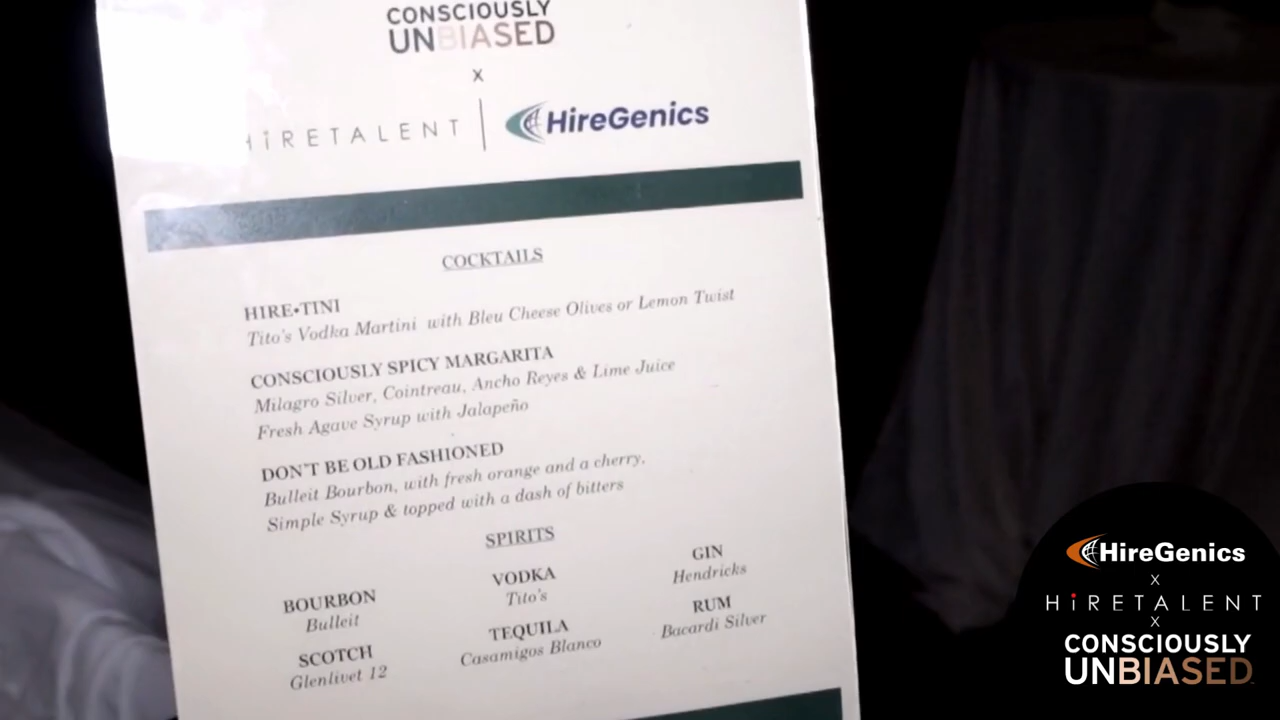 CONSCIOUSLY
UNBIASED
x
HiRETALENT | HireGenics
COCKTAILS
HIRE•TINI
Tito's Vodka Martini with Bleu Cheese Olives or Lemon Twist
CONSCIOUSLY SPICY MARGARITA
Milagro Silver, Cointreau, Ancho Reyes & Lime Juice
Fresh Agave Syrup with Jalapeño
DON'T BE OLD FASHIONED
Bulleit Bourbon, with fresh orange and a cherry,
Simple Syrup & topped with a dash of bitters
SPIRITS
BOURBON
Bulleit
SCOTCH
Glenlivet 12
VODKA
Tito's
TEQUILA
Casamigos Blanco
GIN
Hendricks
RUM
Bacardi Silver
HireGenics
x
HiRETALENT
x
CONSCIOUSLY
UNBIASED